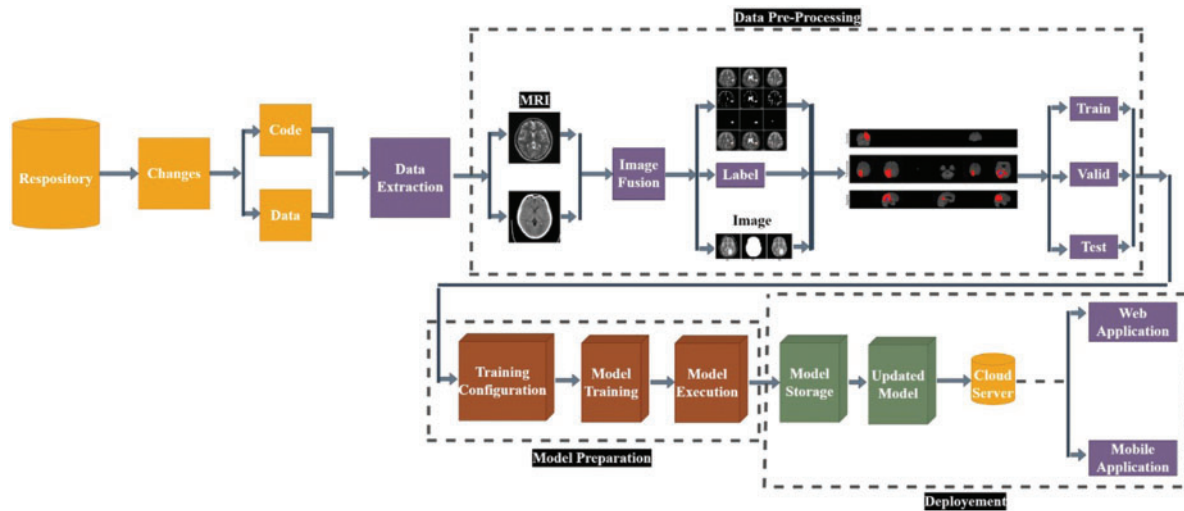 Data Pre-Processing
MRI
Respository
Changes
Code
Data
Data
Extraction
Image
Fusion
Label
Image
Train
Valid
Test
Training
Configuration
Model
Training
Model
Execution
Model Preparation
Model
Storage
Updated
Model
Cloud
Server
Web
Application
Mobile
Application
Deployement